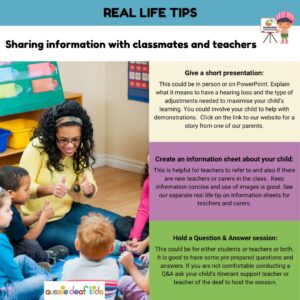 REAL LIFE TIPS
Sharing information with classmates and teachers
Give a short presentation:
This could be in person or on PowerPoint. Explain
what it means to have a hearing loss and the type of
adjustments needed to maximise your child's
learning. You could involve your child to help with
demonstrations. Click on the link to our website for a
story from one of our parents.
Create an information sheet about your child:
This is helpful for teachers to refer to and also if there
are new teachers or carers in the class. Keep
information concise and use of images is good. See
our separate real life tip on information sheets for
teachers and carers.
Hold a Question & Answer session:
This could be for either students or teachers or both.
It is good to have some pre-prepared questions and
answers. If you are not comfortable conducting a
Q&A ask your child's itinerant support teacher or
teacher of the deaf to host the session.
aussie deaf kids